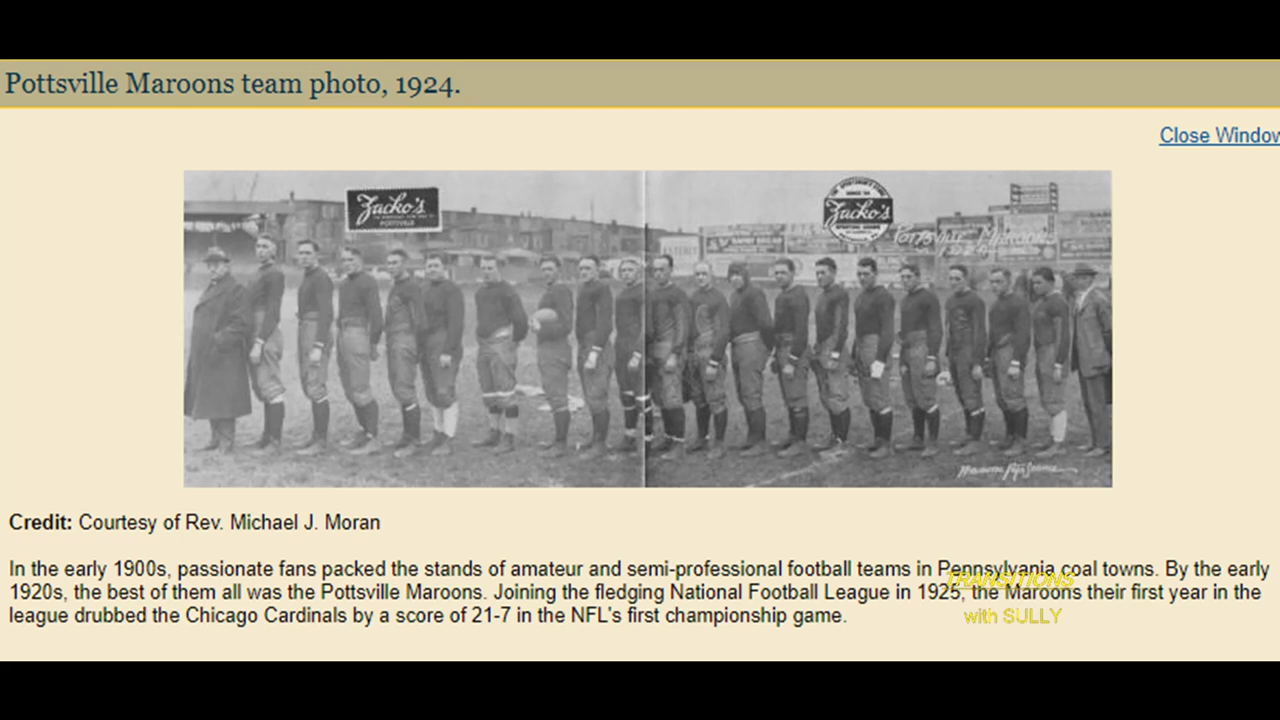 Pottsville Maroons team photo, 1924.
Close Window
Zacko's
POTTSVILLE
Zacko's
POTTSVILLE MAROONS
1924
Credit: Courtesy of Rev. Michael J. Moran
In the early 1900s, passionate fans packed the stands of amateur and semi-professional football teams in Pennsylvania coal towns. By the early
1920s, the best of them all was the Pottsville Maroons. Joining the fledging National Football League in 1925, the Maroons their first year in the
league drubbed the Chicago Cardinals by a score of 21-7 in the NFL's first championship game.
TRANSITIONS
with SULLY